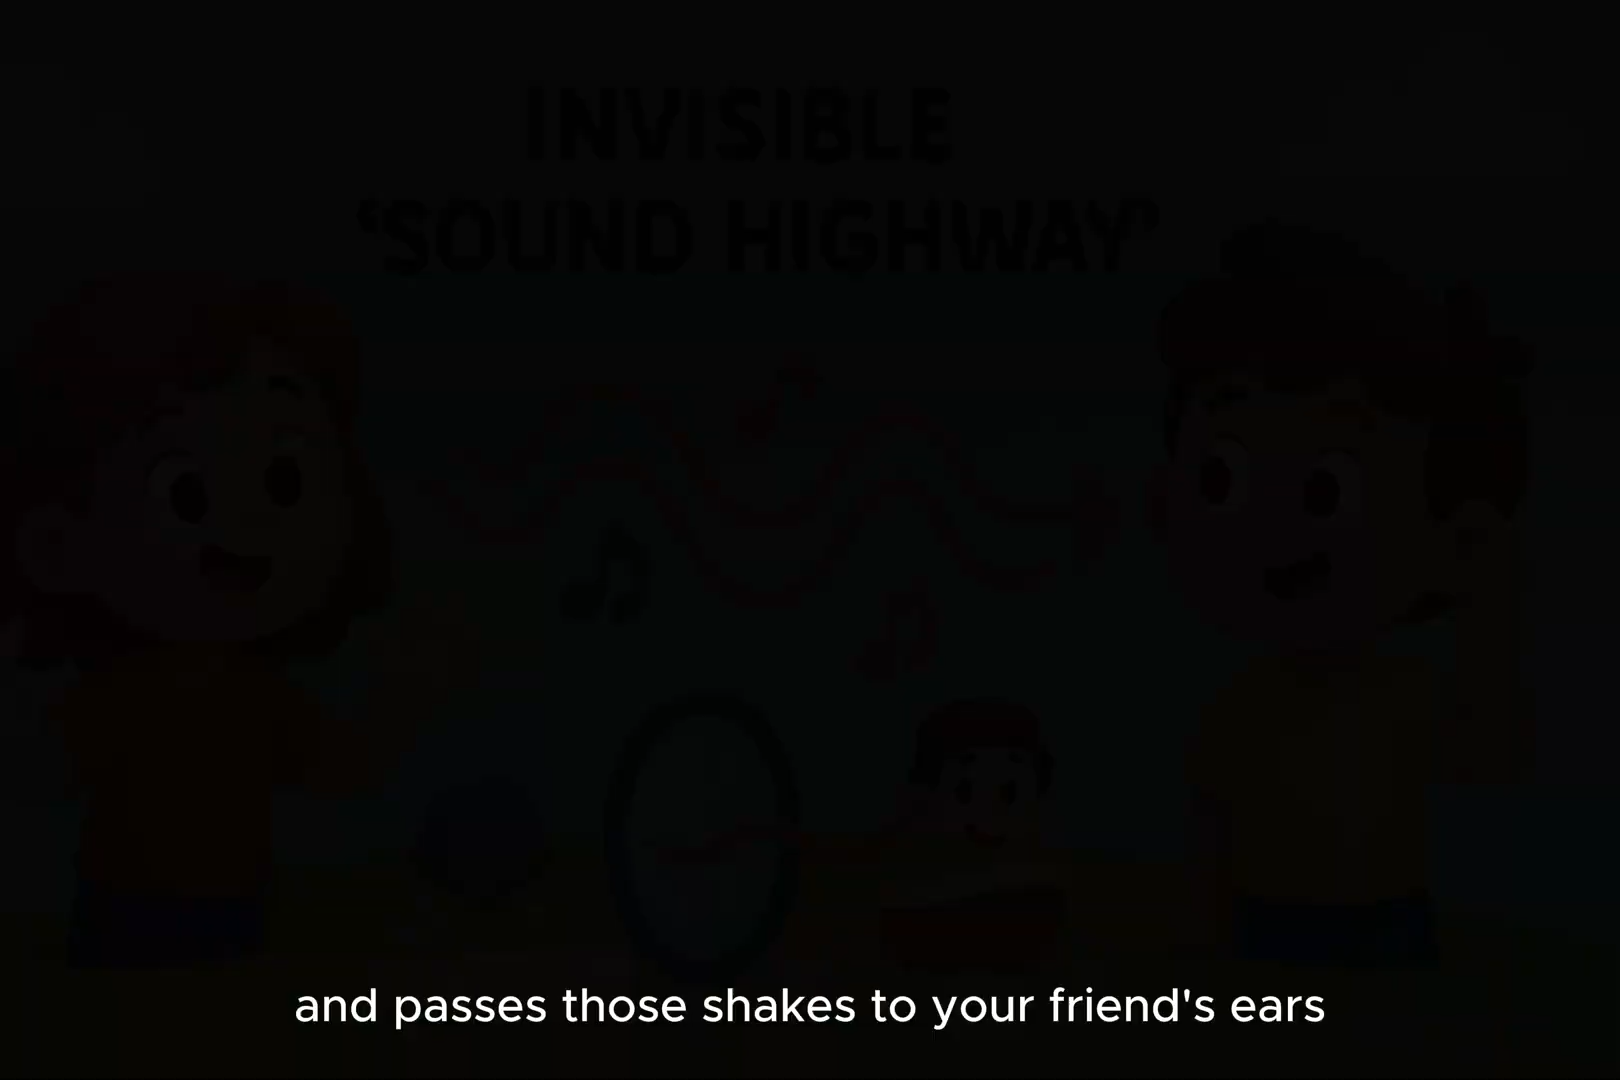 INVISIBLE
‘SOUND HIGHWAY’
and passes those shakes to your friend's ears